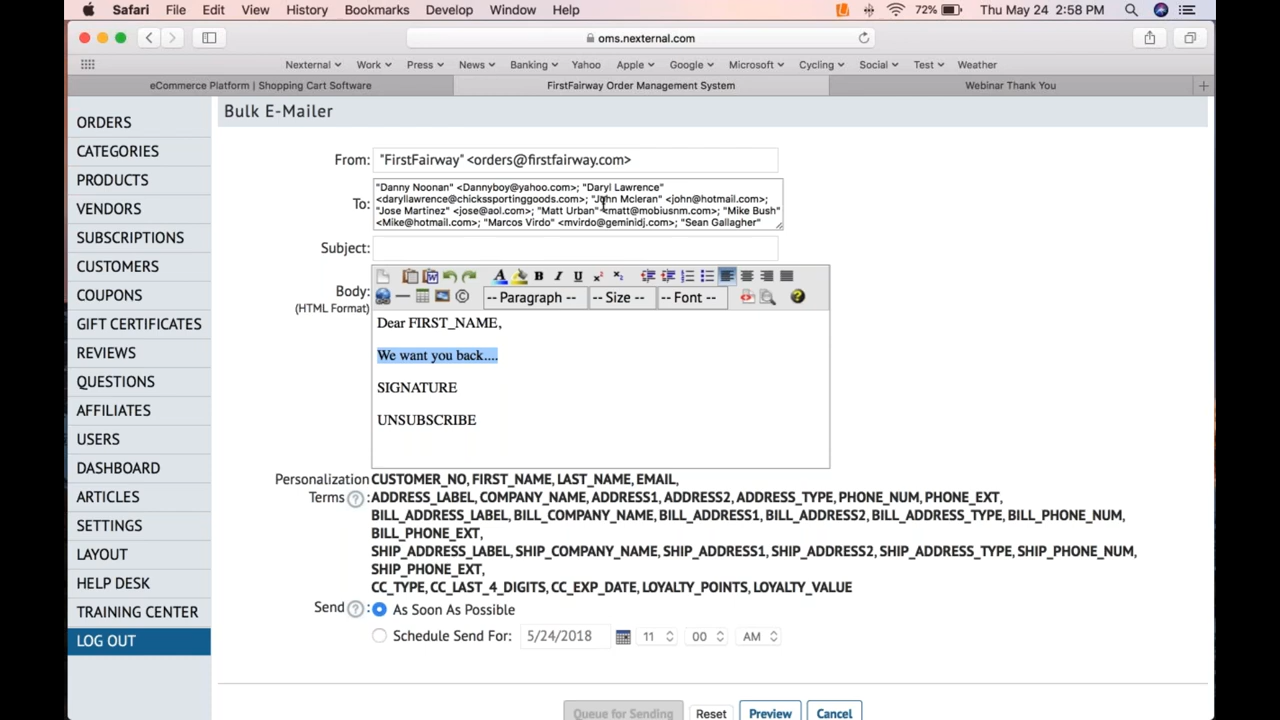 Safari File Edit View History Bookmarks Develop Window Help 72% Thu May 24 2:58 PM
oms.nexternal.com
Nexternal Work Press News Banking Yahoo Apple Google Microsoft Cycling Social Test Weather
eCommerce Platform | Shopping Cart Software FirstFairway Order Management System Webinar Thank You
ORDERS
CATEGORIES
PRODUCTS
VENDORS
SUBSCRIPTIONS
CUSTOMERS
COUPONS
GIFT CERTIFICATES
REVIEWS
QUESTIONS
AFFILIATES
USERS
DASHBOARD
ARTICLES
SETTINGS
LAYOUT
HELP DESK
TRAINING CENTER
LOG OUT
Bulk E-Mailer
From: "FirstFairway" <orders@firstfairway.com>
To: "Danny Noonan" <Dannyboy@yahoo.com>; "Daryl Lawrence"
<daryllawrence@chickssportinggoods.com>; "John Mcleran" <john@hotmail.com>;
"Jose Martinez" <jose@aol.com>; "Matt Urban" <matt@mobiusnm.com>; "Mike Bush"
<Mike@hotmail.com>; "Marcos Virdo" <mvirdo@geminidj.com>; "Sean Gallagher"
Subject:
Body:
(HTML Format)
-- Paragraph -- -- Size -- -- Font --
Dear FIRST_NAME,
We want you back....
SIGNATURE
UNSUBSCRIBE
Personalization Terms : CUSTOMER_NO, FIRST_NAME, LAST_NAME, EMAIL,
ADDRESS_LABEL, COMPANY_NAME, ADDRESS1, ADDRESS2, ADDRESS_TYPE, PHONE_NUM, PHONE_EXT,
BILL_ADDRESS_LABEL, BILL_COMPANY_NAME, BILL_ADDRESS1, BILL_ADDRESS2, BILL_ADDRESS_TYPE, BILL_PHONE_NUM,
BILL_PHONE_EXT,
SHIP_ADDRESS_LABEL, SHIP_COMPANY_NAME, SHIP_ADDRESS1, SHIP_ADDRESS2, SHIP_ADDRESS_TYPE, SHIP_PHONE_NUM,
SHIP_PHONE_EXT,
CC_TYPE, CC_LAST_4_DIGITS, CC_EXP_DATE, LOYALTY_POINTS, LOYALTY_VALUE
Send : As Soon As Possible
Schedule Send For: 5/24/2018 11 00 AM
Queue for Sending Reset Preview Cancel